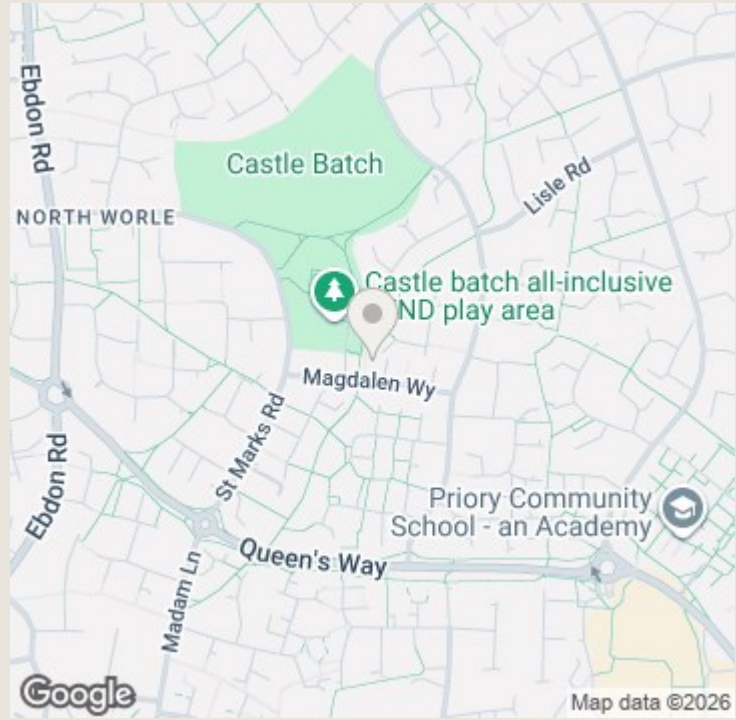 Ebdon Rd
Castle Batch
Lisle Rd
NORTH WORLE
Castle batch all-inclusive
ND play area
Magdalen Wy
St Marks Rd
Ebdon Rd
Priory Community
School - an Academy
Queen's Way
Madam Ln
Google
Map data ©2026